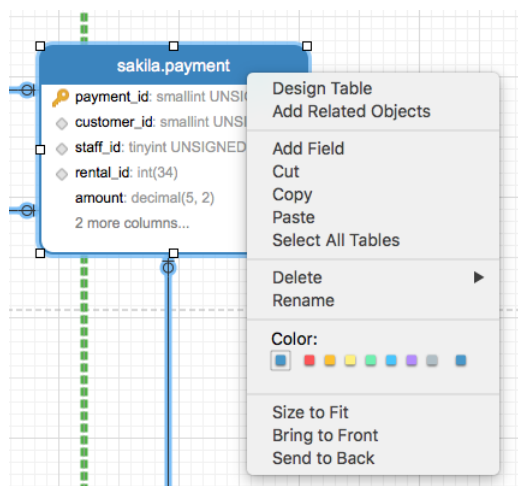 sakila.payment
payment_id: smallint UNSI
customer_id: smallint UNSI
staff_id: tinyint UNSIGNED
rental_id: int(34)
amount: decimal(5, 2)
2 more columns...
Design Table
Add Related Objects
Add Field
Cut
Copy
Paste
Select All Tables
Delete
Rename
Color:
Size to Fit
Bring to Front
Send to Back